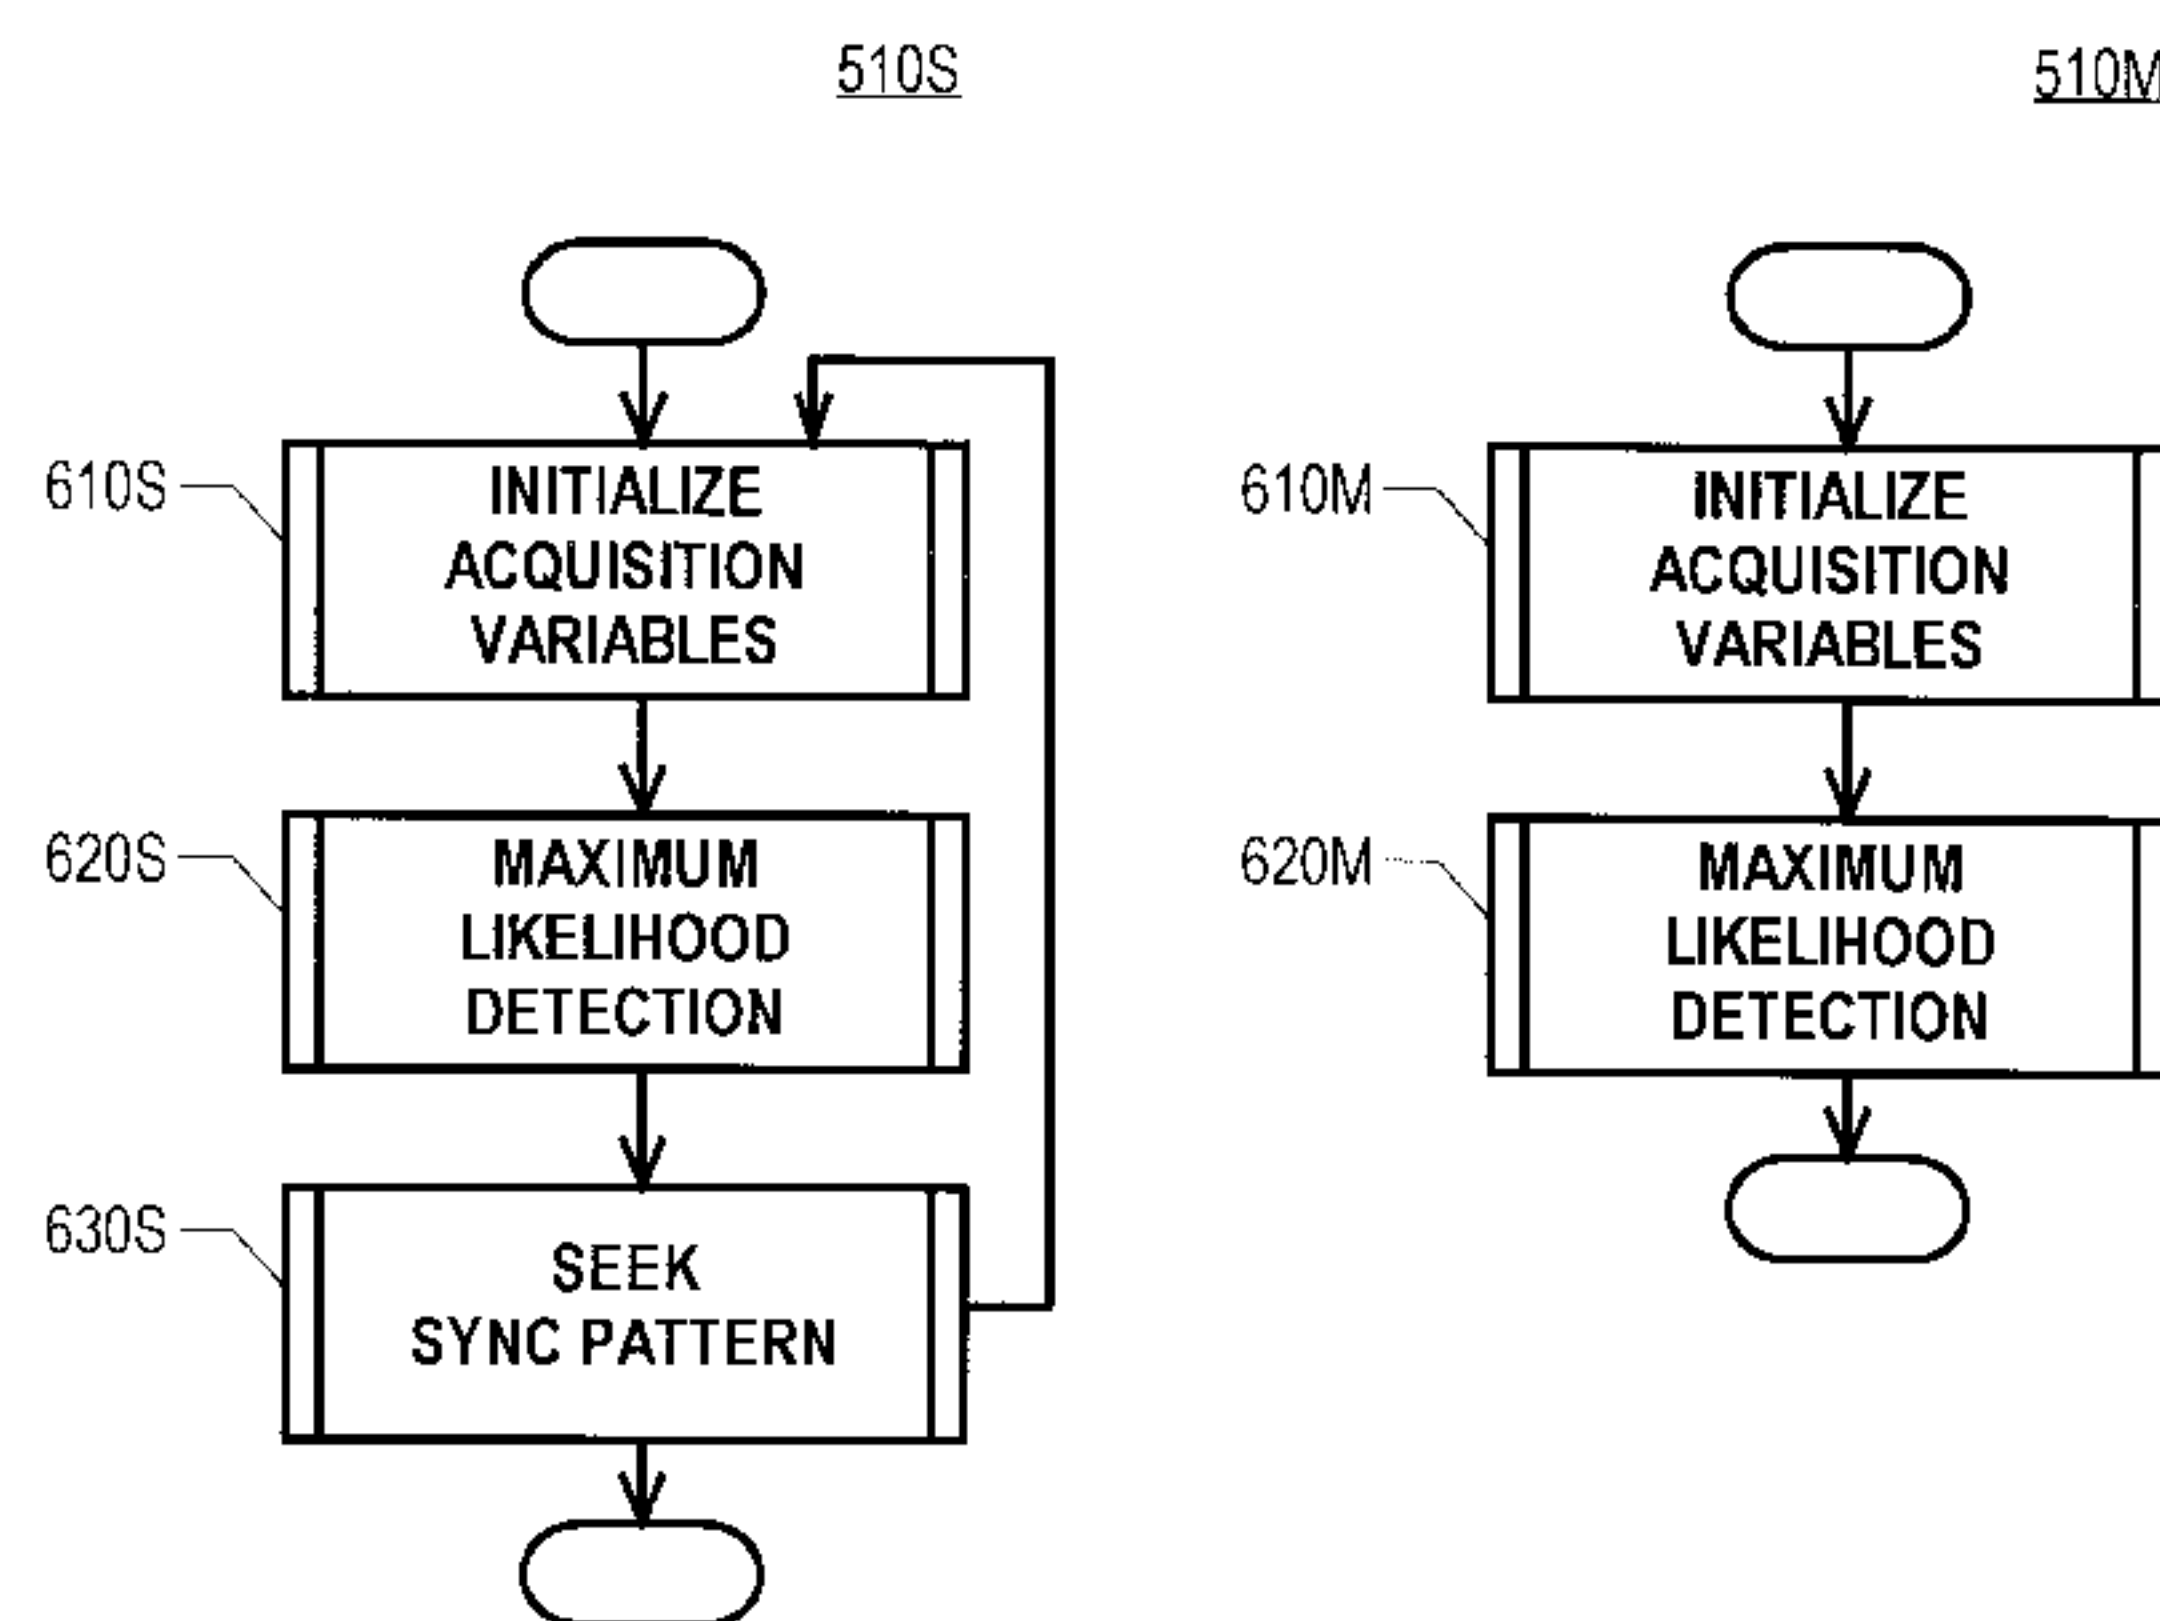 510S
610S
INITIALIZE
ACQUISITION
VARIABLES
620S
MAXIMUM
LIKELIHOOD
DETECTION
630S
SEEK
SYNC PATTERN
510M
610M
INITIALIZE
ACQUISITION
VARIABLES
620M
MAXIMUM
LIKELIHOOD
DETECTION